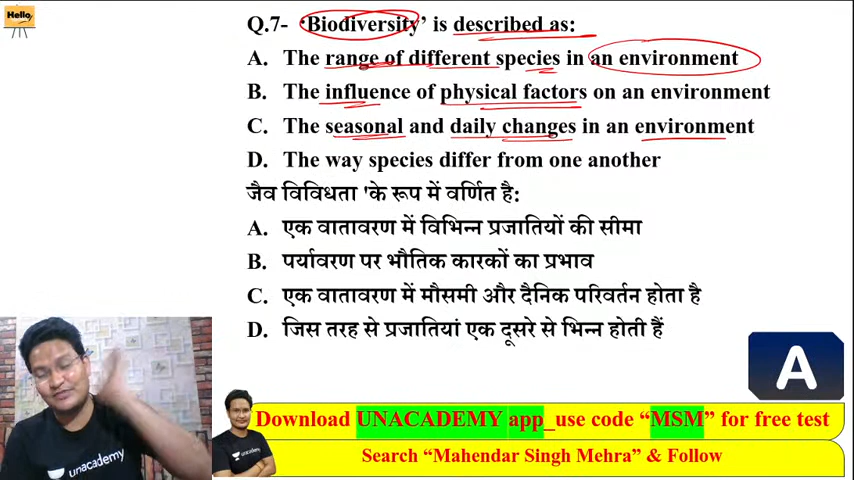 Hello
Q.7- ‘Biodiversity’ is described as:
A. The range of different species in an environment
B. The influence of physical factors on an environment
C. The seasonal and daily changes in an environment
D. The way species differ from one another
जैव विविधता 'के रूप में वर्णित है:
A. एक वातावरण में विभिन्न प्रजातियों की सीमा
B. पर्यावरण पर भौतिक कारकों का प्रभाव
C. एक वातावरण में मौसमी और दैनिक परिवर्तन होता है
D. जिस तरह से प्रजातियां एक दूसरे से भिन्न होती हैं
A
unacademy
unacademy
Download UNACADEMY app_use code “MSM” for free test
Search “Mahendar Singh Mehra” & Follow